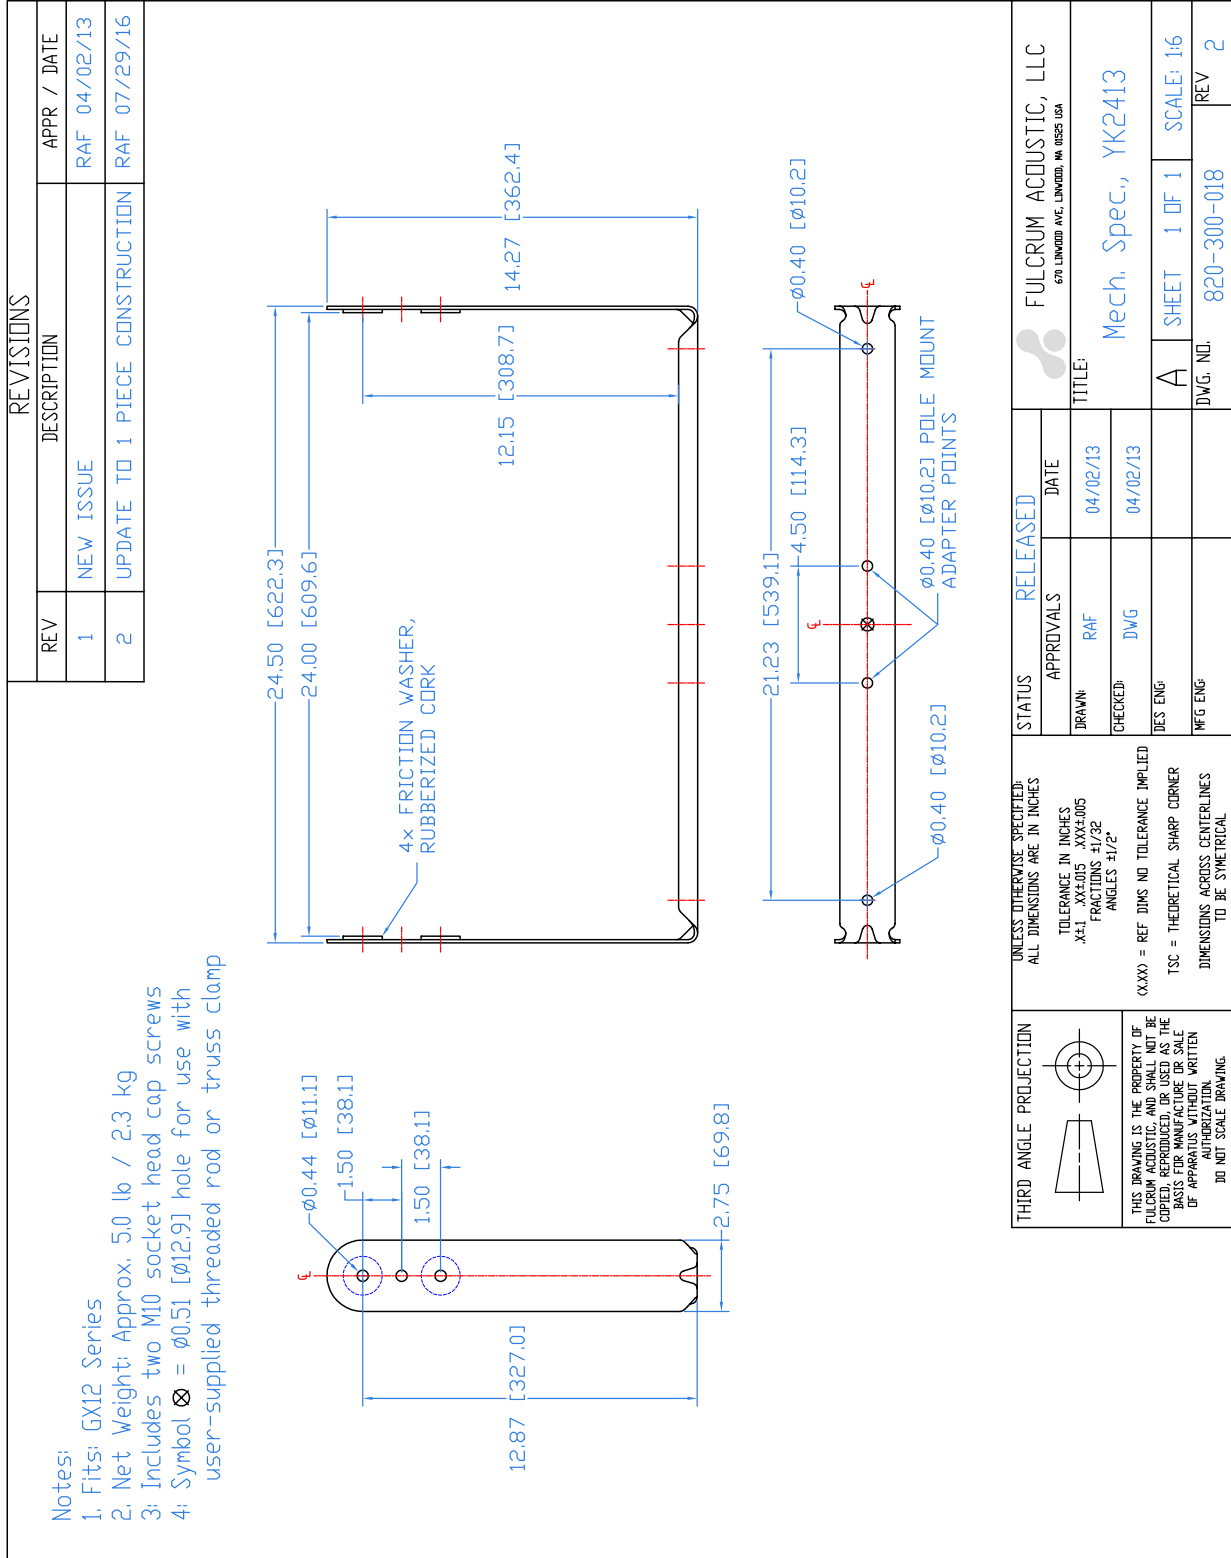 Notes:
1. Fits: GX12 Series
2. Net Weight: Approx. 5.0 lb / 2.3 kg
3: Includes two M10 socket head cap screws
4: Symbol ⊗ = ø0.51 [ø12.9] hole for use with
user-supplied threaded rod or truss clamp
REVISIONS
REV DESCRIPTION APPR / DATE
1 NEW ISSUE RAF 04/02/13
2 UPDATE TO 1 PIECE CONSTRUCTION RAF 07/29/16
24.50 [622.3]
24.00 [609.6]
4x FRICTION WASHER,
RUBBERIZED CORK
12.15 [308.7]
14.27 [362.4]
ø0.44 [ø11.1]
1.50 [38.1]
1.50 [38.1]
2.75 [69.8]
12.87 [327.0]
CL
21.23 [539.1]
4.50 [114.3]
ø0.40 [ø10.2]
ø0.40 [ø10.2]
ø0.40 [ø10.2] POLE MOUNT
ADAPTER POINTS
CL
CL
THIRD ANGLE PROJECTION
THIS DRAWING IS THE PROPERTY OF
FULCRUM ACOUSTIC, AND SHALL NOT BE
COPIED, REPRODUCED, OR USED AS THE
BASIS FOR MANUFACTURE OR SALE
OF APPARATUS WITHOUT WRITTEN
AUTHORIZATION.
DO NOT SCALE DRAWING.
UNLESS OTHERWISE SPECIFIED:
ALL DIMENSIONS ARE IN INCHES
TOLERANCE IN INCHES
.X±.1 .XX±.015 .XXX±.005
FRACTIONS ±1/32
ANGLES ±1/2°
(X.XX) = REF DIMS NO TOLERANCE IMPLIED
TSC = THEORETICAL SHARP CORNER
DIMENSIONS ACROSS CENTERLINES
TO BE SYMETRICAL
STATUS RELEASED
APPROVALS DATE
DRAWN: RAF 04/02/13
CHECKED: DWG 04/02/13
DES ENG:
MFG ENG:
FULCRUM ACOUSTIC, LLC
670 LINWOOD AVE, LINWOOD, MA 01525 USA
TITLE:
Mech. Spec., YK2413
A SHEET 1 OF 1 SCALE: 1:6
DWG. NO. 820-300-018 REV 2